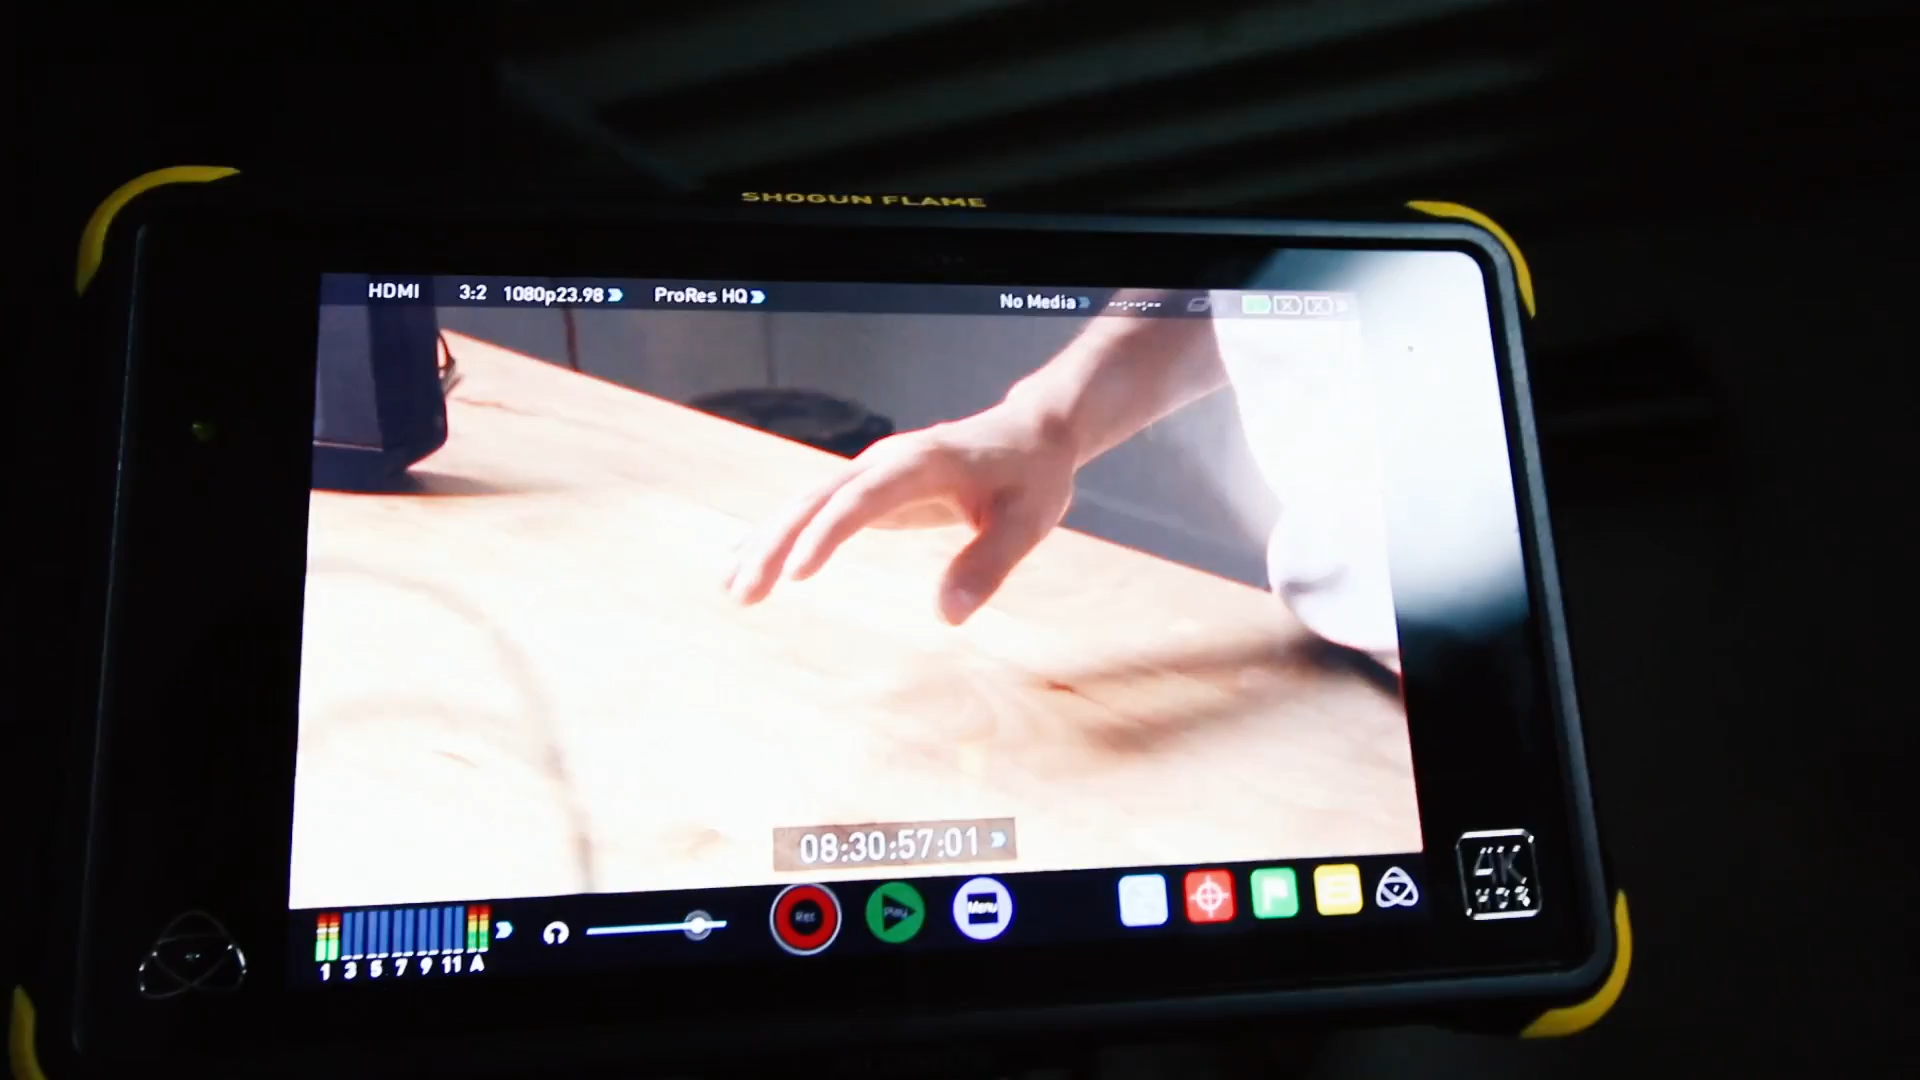 SHOGUN FLAME
HDMI 3:2 1080p23.98 ProRes HQ No Media --:--:--
08:30:57:01
Rec Play Menu
4K
HDR
1 3 5 7 9 11 A